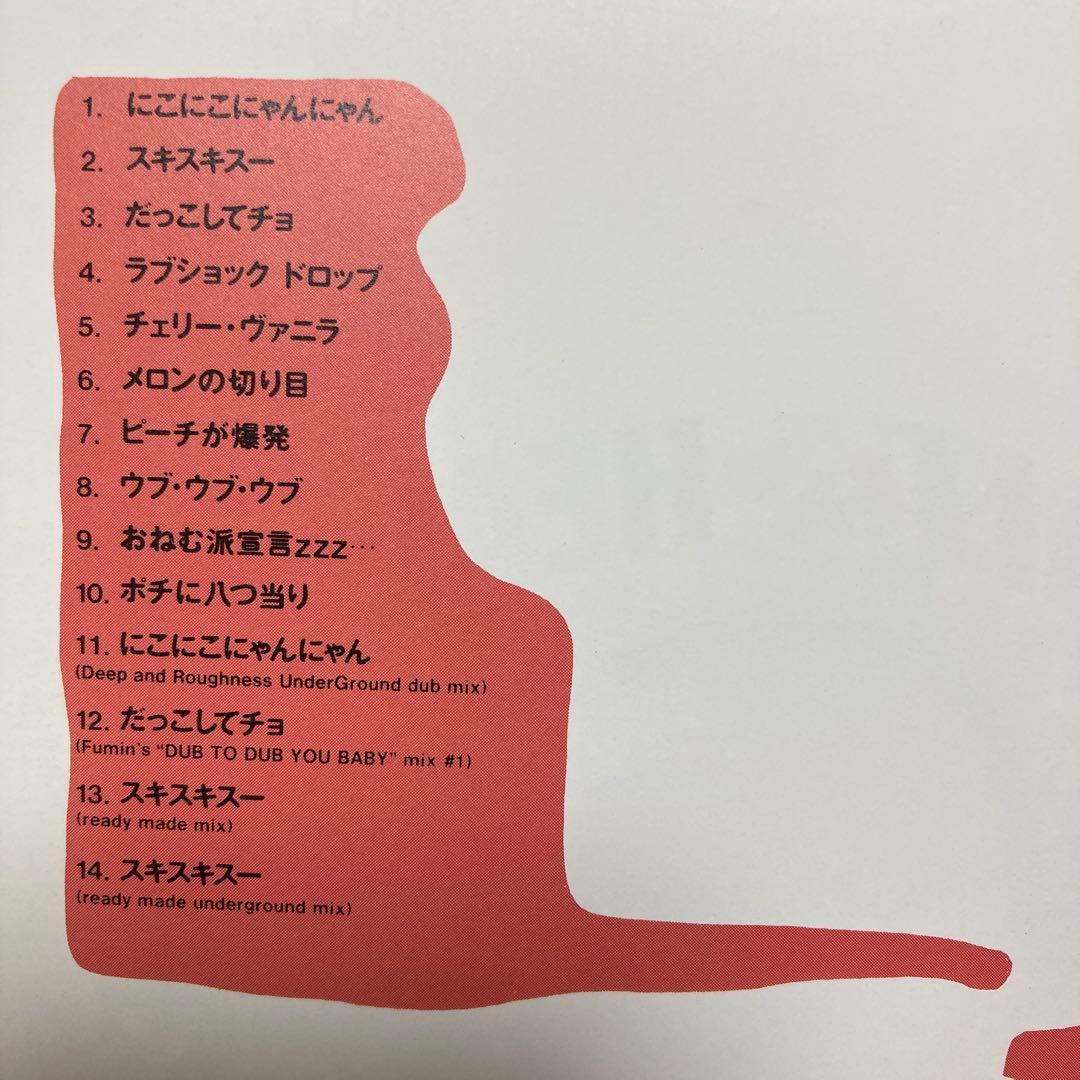 1. にこにこにゃんにゃん
2. スキスキスー
3. だっこしてチョ
4. ラブショック ドロップ
5. チェリー・ヴァニラ
6. メロンの切り目
7. ピーチが爆発
8. ウブ・ウブ・ウブ
9. おねむ派宣言zzz…
10. ポチに八つ当り
11. にこにこにゃんにゃん
(Deep and Roughness UnderGround dub mix)
12. だっこしてチョ
(Fumin's "DUB TO DUB YOU BABY" mix #1)
13. スキスキスー
(ready made mix)
14. スキスキスー
(ready made underground mix)